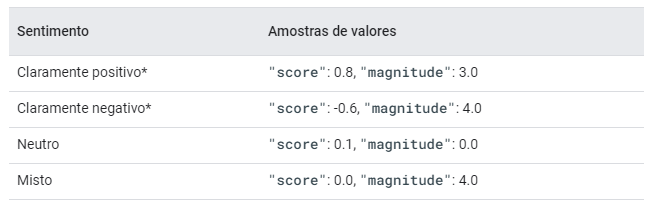 Sentimento Amostras de valores
Claramente positivo* "score": 0.8, "magnitude": 3.0
Claramente negativo* "score": -0.6, "magnitude": 4.0
Neutro "score": 0.1, "magnitude": 0.0
Misto "score": 0.0, "magnitude": 4.0